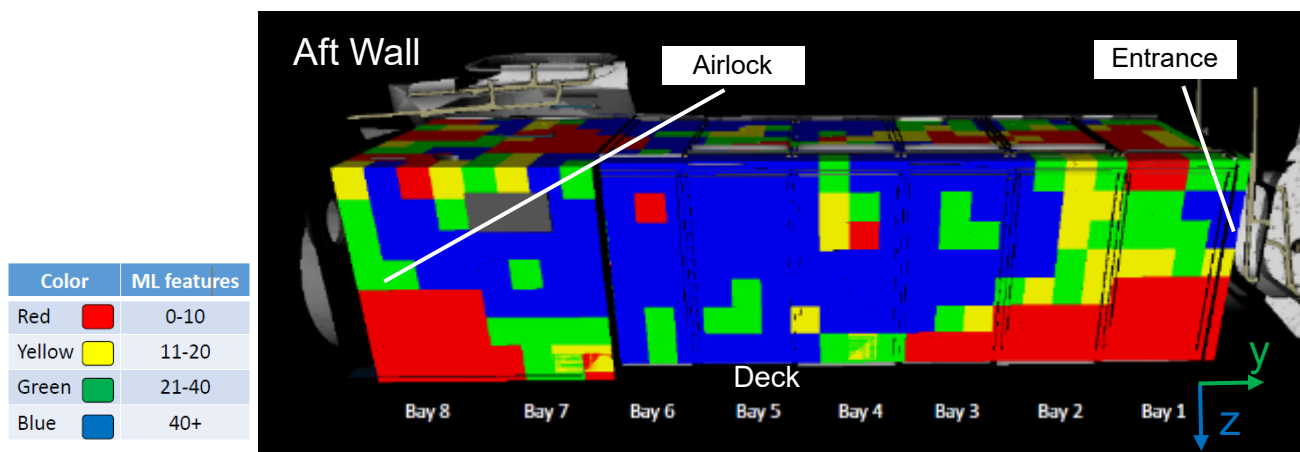 Aft Wall
Airlock
Entrance
Color ML features
Red 0-10
Yellow 11-20
Green 21-40
Blue 40+
Deck
y
Bay 8 Bay 7 Bay 6 Bay 5 Bay 4 Bay 3 Bay 2 Bay 1
z